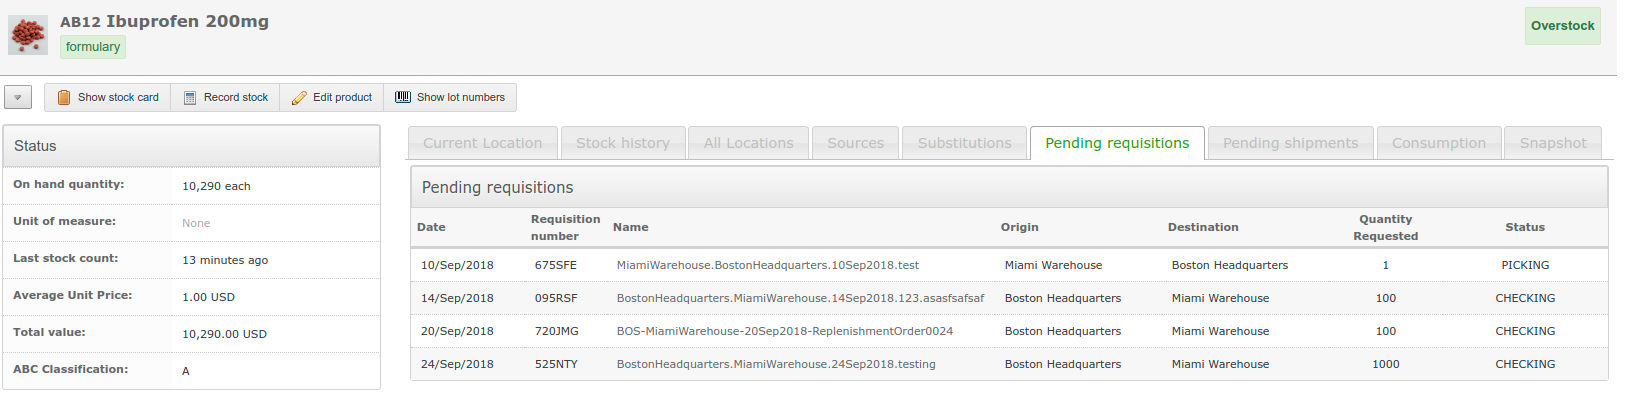 AB12 Ibuprofen 200mg
formulary
Overstock
Show stock card Record stock Edit product Show lot numbers
Status
On hand quantity: 10,290 each
Unit of measure: None
Last stock count: 13 minutes ago
Average Unit Price: 1.00 USD
Total value: 10,290.00 USD
ABC Classification: A
Current Location Stock history All Locations Sources Substitutions Pending requisitions Pending shipments Consumption Snapshot
Pending requisitions
Date Requisition number Name Origin Destination Quantity Requested Status
10/Sep/2018 675SFE MiamiWarehouse.BostonHeadquarters.10Sep2018.test Miami Warehouse Boston Headquarters 1 PICKING
14/Sep/2018 095RSF BostonHeadquarters.MiamiWarehouse.14Sep2018.123.asasfsafsaf Boston Headquarters Miami Warehouse 100 CHECKING
20/Sep/2018 720JMG BOS-MiamiWarehouse-20Sep2018-ReplenishmentOrder0024 Boston Headquarters Miami Warehouse 100 CHECKING
24/Sep/2018 525NTY BostonHeadquarters.MiamiWarehouse.24Sep2018.testing Boston Headquarters Miami Warehouse 1000 CHECKING